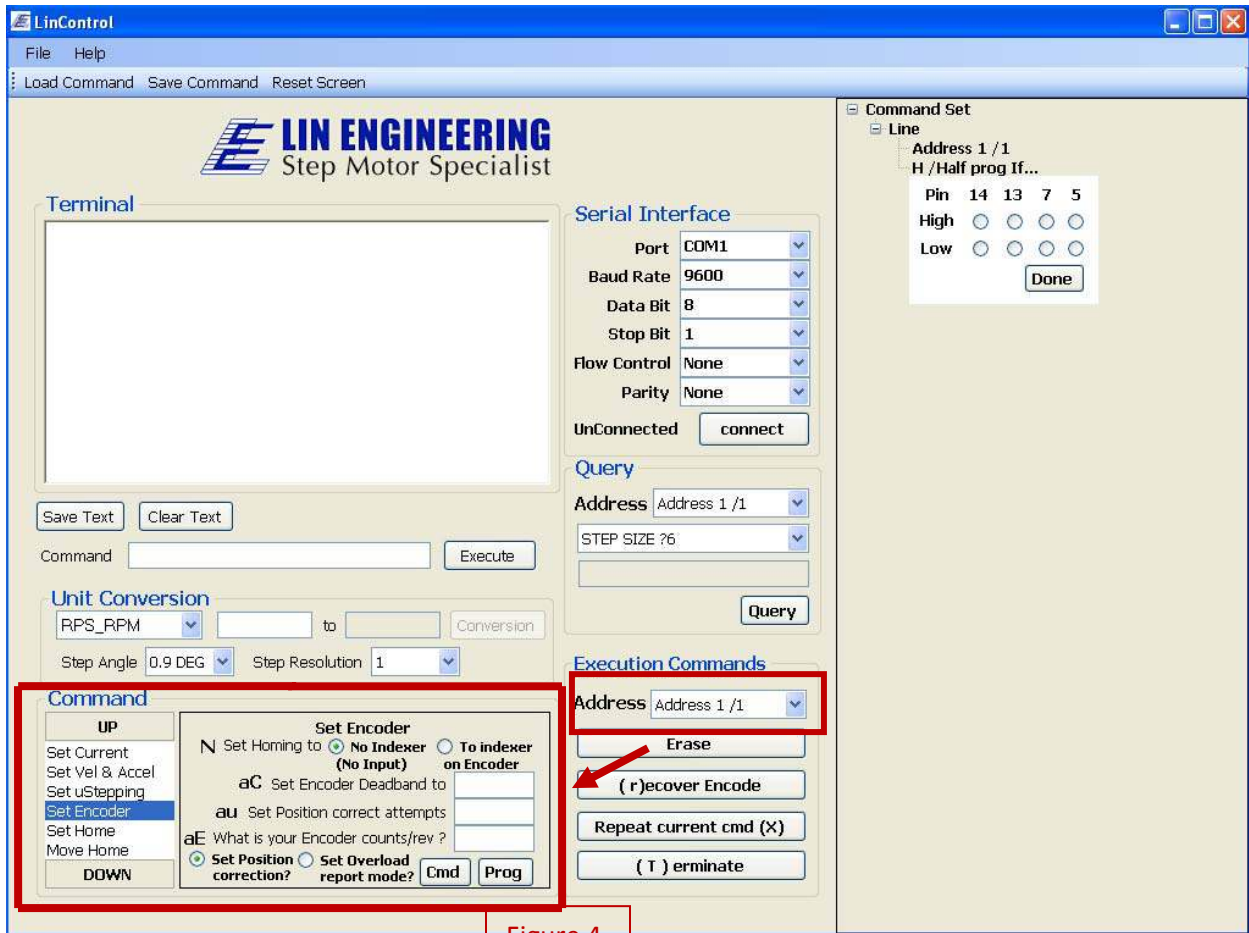 LinControl
File Help
Load Command Save Command Reset Screen
LIN ENGINEERING
Step Motor Specialist
Terminal
Save Text Clear Text
Command Execute
Unit Conversion
RPS_RPM to Conversion
Step Angle 0.9 DEG Step Resolution 1
Command
UP
Set Current
Set Vel & Accel
Set uStepping
Set Encoder
Set Home
Move Home
DOWN
Set Encoder
N Set Homing to No Indexer To indexer
(No Input) on Encoder
aC Set Encoder Deadband to
au Set Position correct attempts
aE What is your Encoder counts/rev ?
Set Position Set Overload
correction? report mode? Cmd Prog
Serial Interface
Port COM1
Baud Rate 9600
Data Bit 8
Stop Bit 1
Flow Control None
Parity None
UnConnected connect
Query
Address Address 1 /1
STEP SIZE ?6
Query
Execution Commands
Address Address 1 /1
Erase
( r )ecover Encode
Repeat current cmd (X)
( T ) erminate
Command Set
Line
Address 1 /1
H /Half prog If...
Pin 14 13 7 5
High
Low
Done
Figure 4